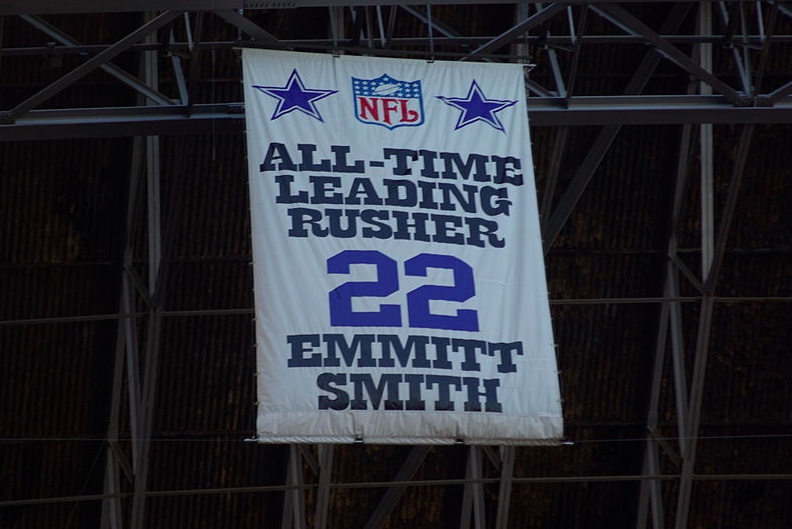 NFL
ALL-TIME
LEADING
RUSHER
22
EMMITT
SMITH